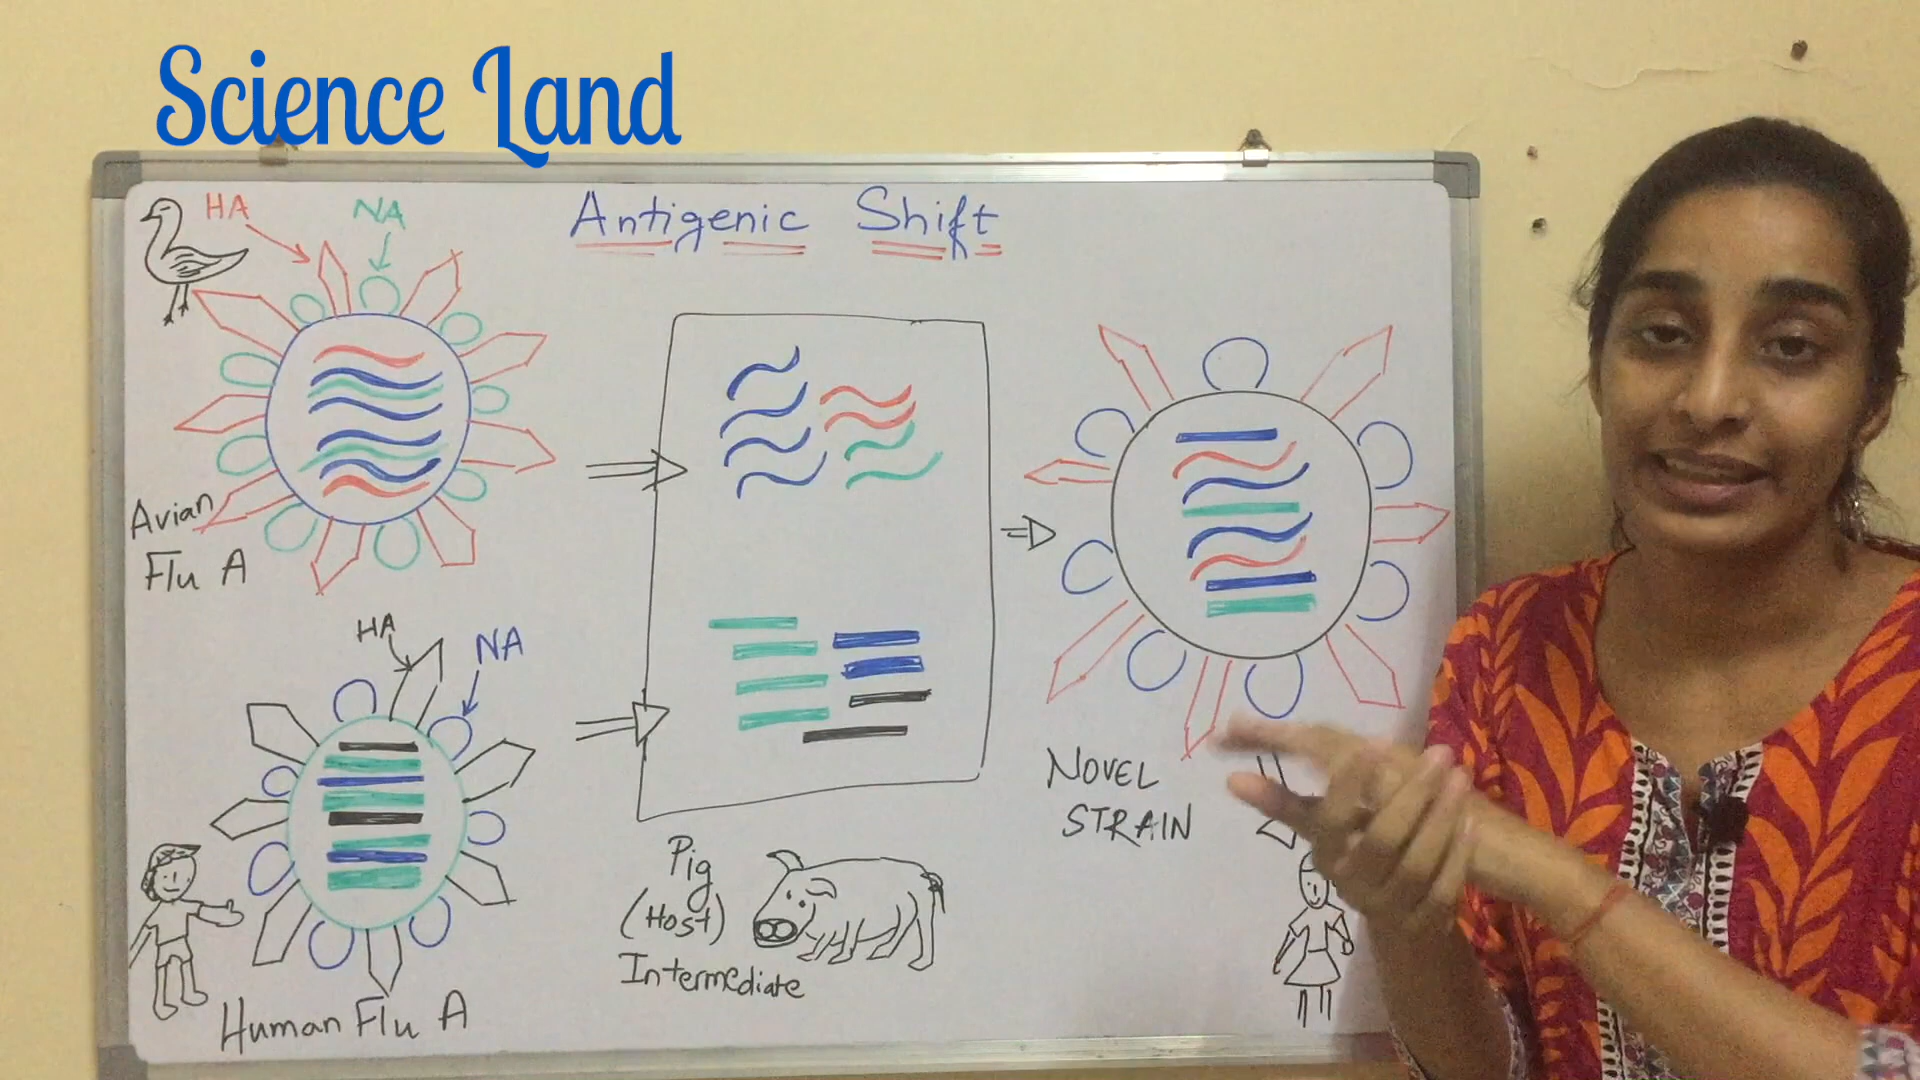 Science Land
Antigenic Shift
HA
NA
Avian
Flu A
HA
NA
Human Flu A
Pig
(Host)
Intermediate
NOVEL
STRAIN